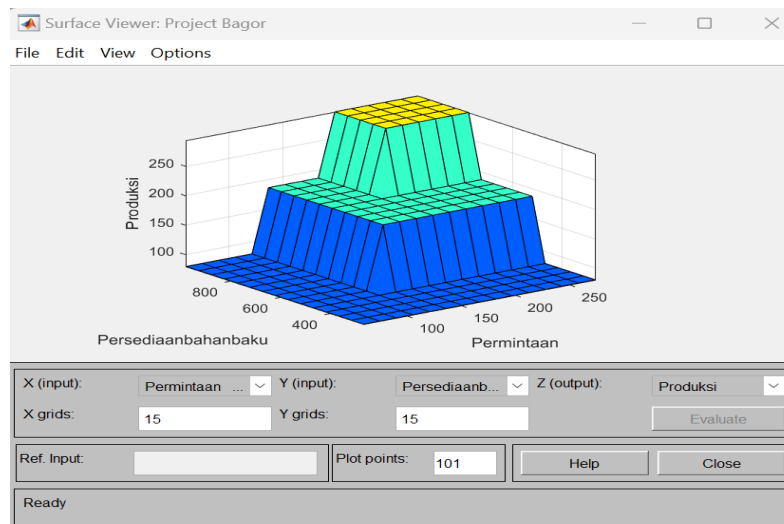 Surface Viewer: Project Bagor
File Edit View Options
250
200
150
100
Produksi
800
600
400
Persediaanbahanbaku
100
150
200
250
Permintaan
X (input): Permintaan ... Y (input): Persediaanb... Z (output): Produksi
X grids: 15 Y grids: 15 Evaluate
Ref. Input: Plot points: 101 Help Close
Ready